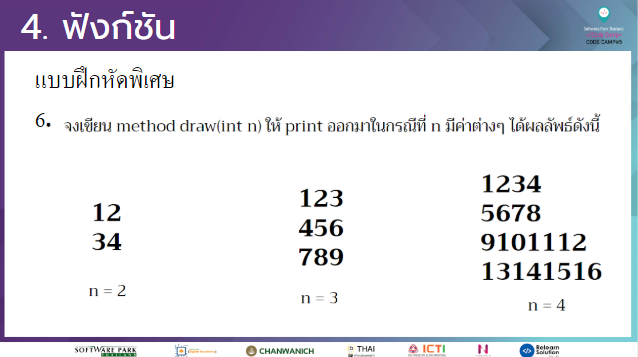 4. ฟังก์ชัน
Software Park Thailand
CODE CAMPUS
แบบฝึกหัดพิเศษ
6. จงเขียน method draw(int n) ให้ print ออกมาในกรณีที่ n มีค่าต่างๆ ได้ผลลัพธ์ดังนี้
12
34
n = 2
123
456
789
n = 3
1234
5678
9101112
13141516
n = 4
SOFTWARE PARK
THAILAND
CHANWANICH
THAI
ICTI
N
Relearn
Solution